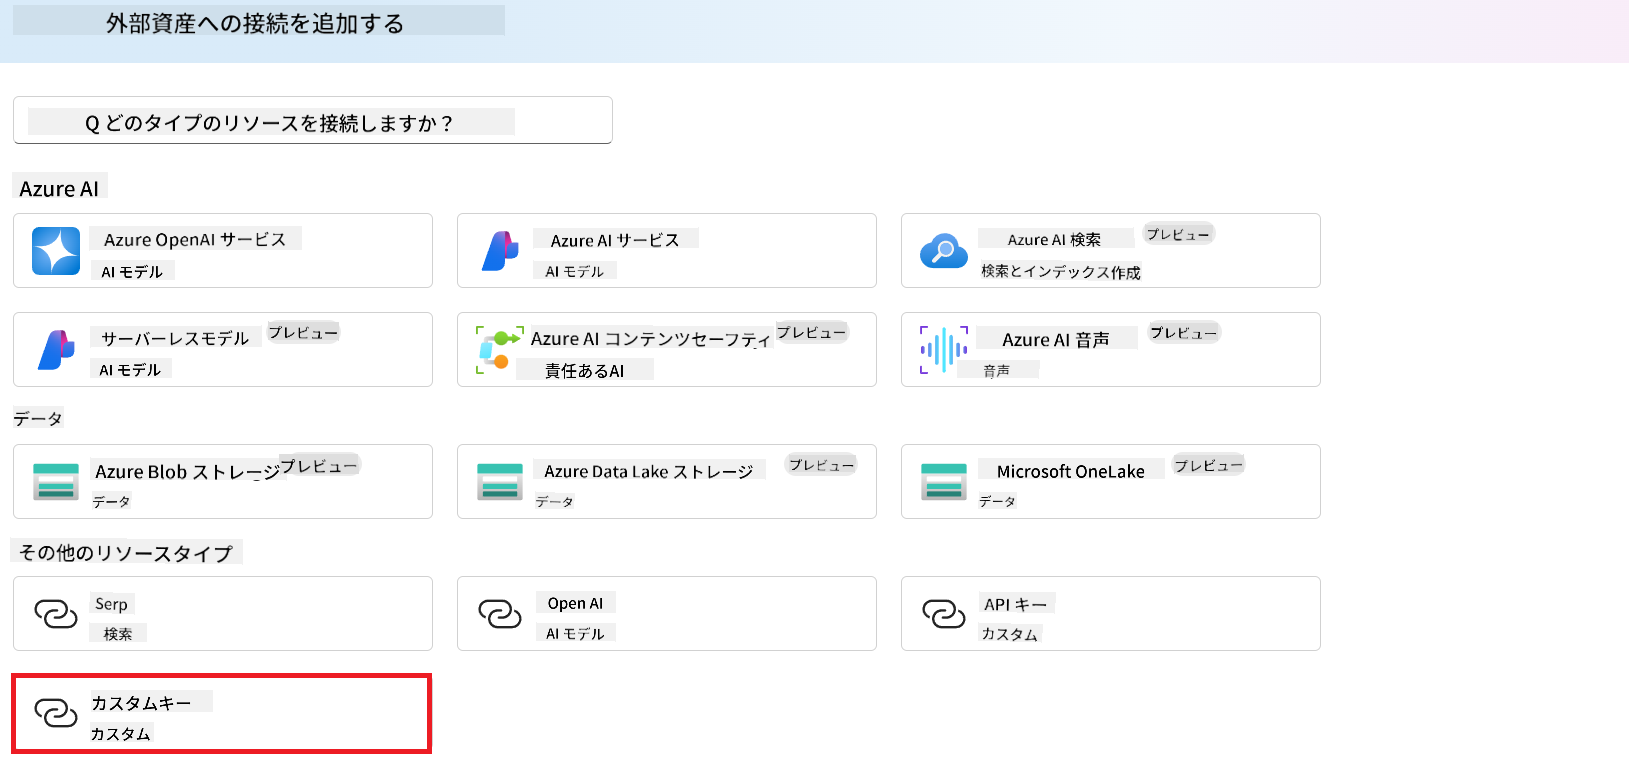 外部資産への接続を追加する
Q どのタイプのリソースを接続しますか？
Azure AI
Azure OpenAI サービス
AI モデル
Azure AI サービス
AI モデル
Azure AI 検索
プレビュー
検索とインデックス作成
サーバーレスモデル
プレビュー
AI モデル
Azure AI コンテンツセーフティ
プレビュー
責任あるAI
Azure AI 音声
プレビュー
音声
データ
Azure Blob ストレージ
プレビュー
データ
Azure Data Lake ストレージ
プレビュー
データ
Microsoft OneLake
プレビュー
データ
その他のリソースタイプ
Serp
検索
Open AI
AI モデル
API キー
カスタム
カスタムキー
カスタム